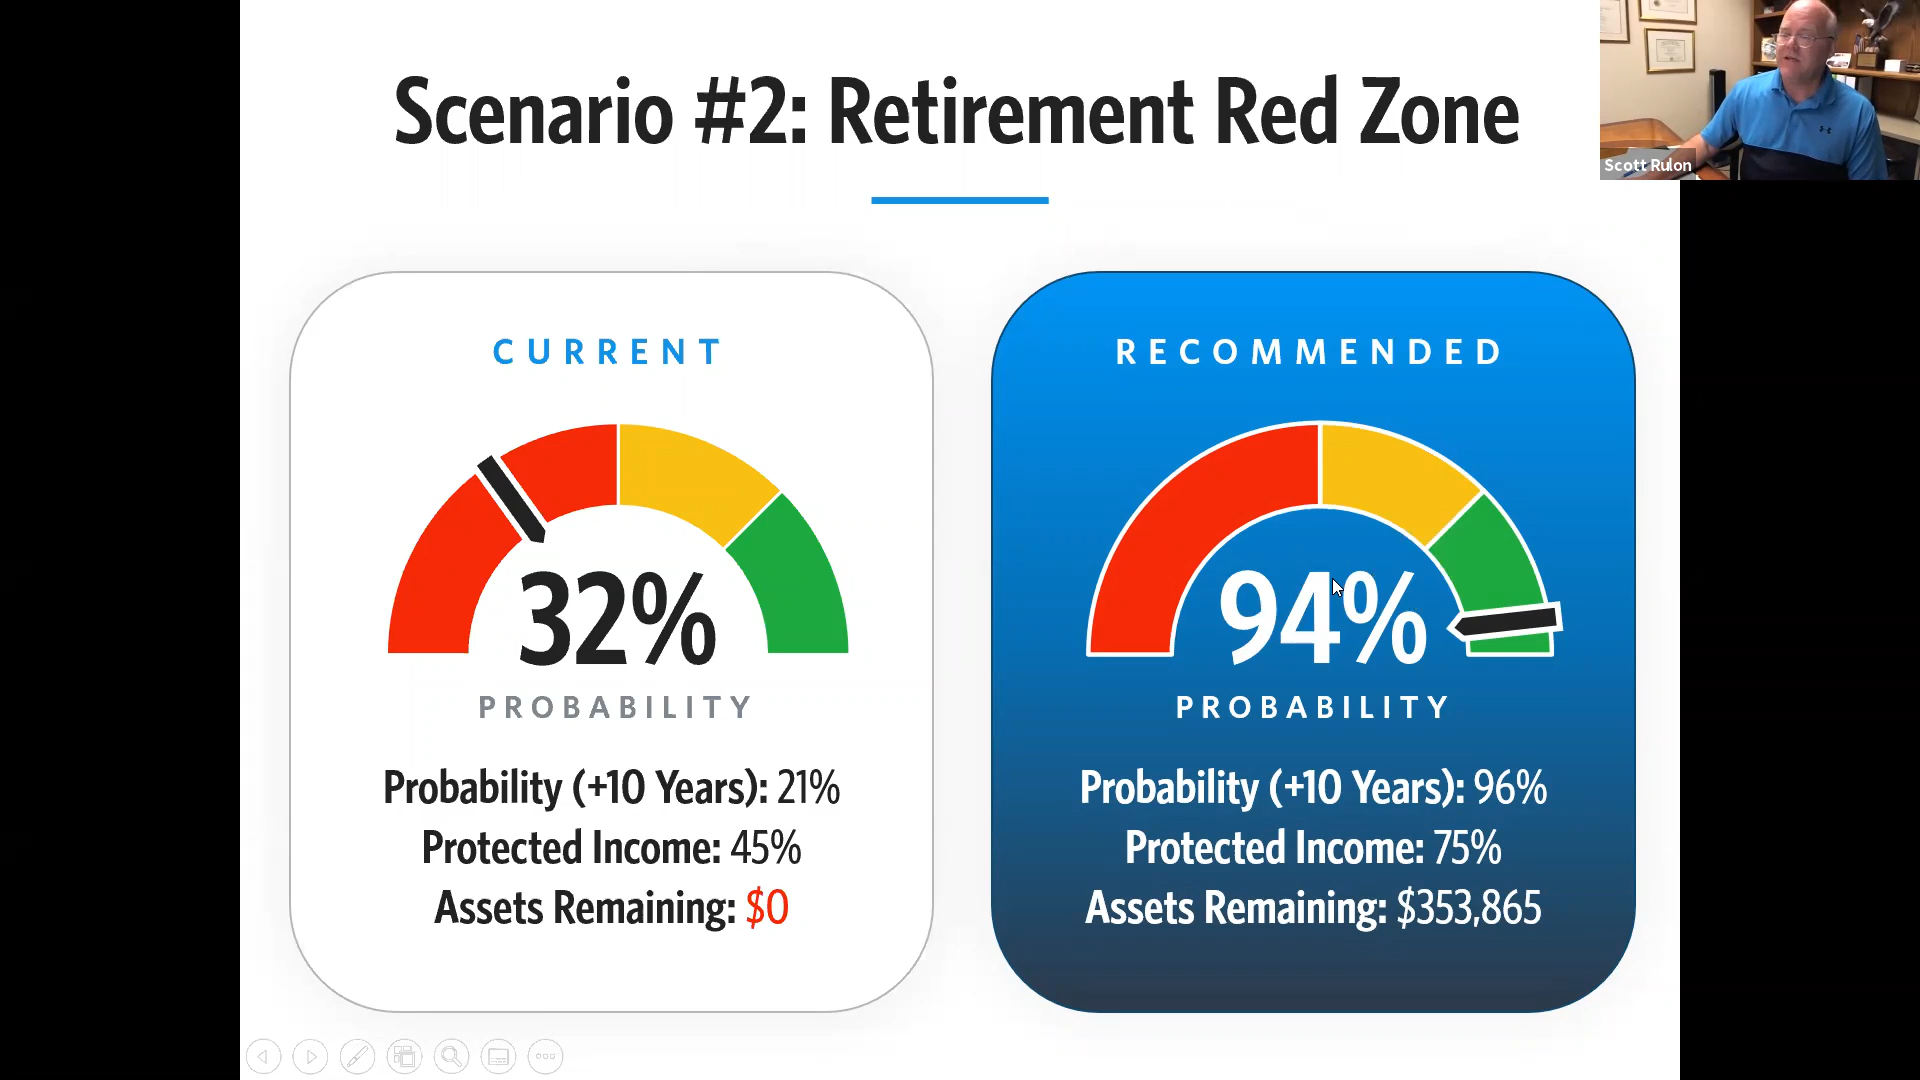 Scenario #2: Retirement Red Zone
Scott Rulon
CURRENT
32%
PROBABILITY
Probability (+10 Years): 21%
Protected Income: 45%
Assets Remaining: $0
RECOMMENDED
94%
PROBABILITY
Probability (+10 Years): 96%
Protected Income: 75%
Assets Remaining: $353,865